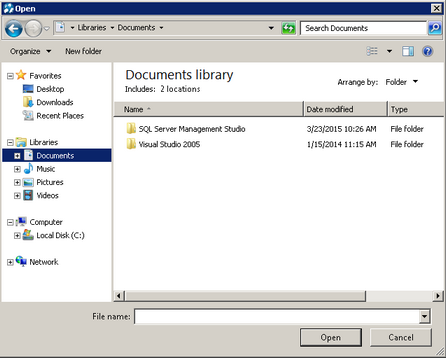 Open
Libraries Documents
Search Documents
Organize New folder
Favorites
Desktop
Downloads
Recent Places
Libraries
Documents
Music
Pictures
Videos
Computer
Local Disk (C:)
Network
Documents library
Includes: 2 locations
Arrange by: Folder
Name Date modified Type
SQL Server Management Studio 3/23/2015 10:26 AM File folder
Visual Studio 2005 1/15/2014 11:15 AM File folder
File name:
Open Cancel